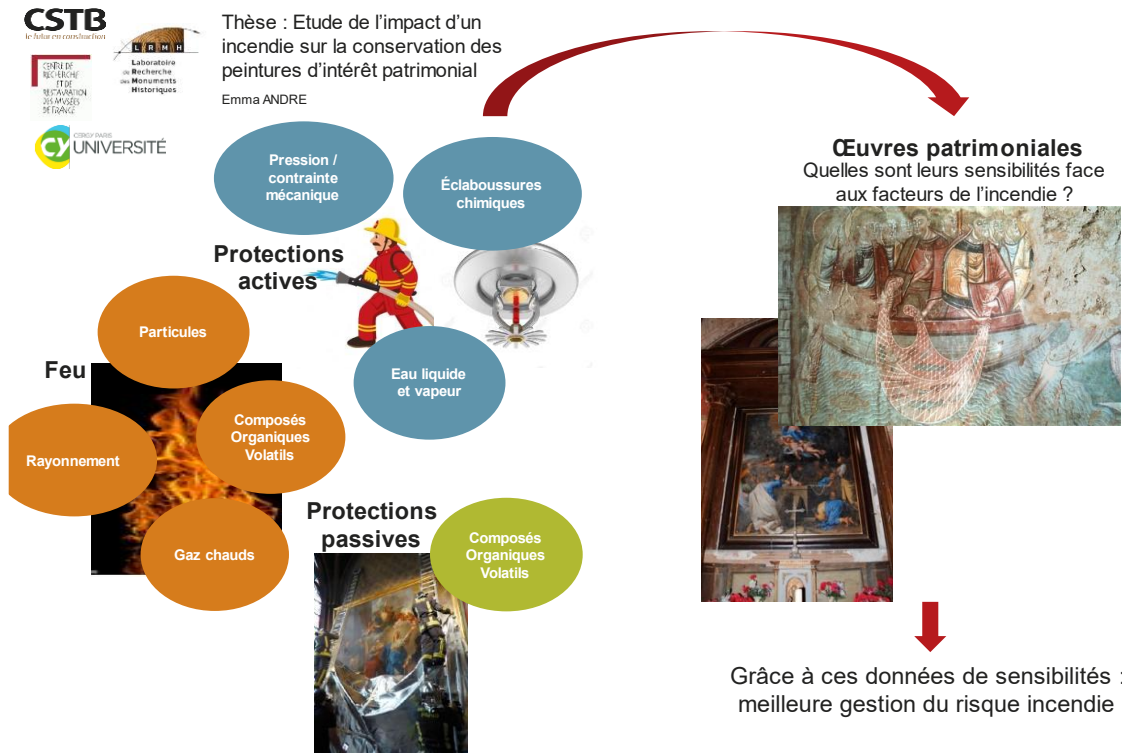 CSTB
le futur en construction
LRMH
Laboratoire
de Recherche
des Monuments
Historiques
CENTRE DE
RECHERCHE
ET DE
RESTAURATION
DES MUSÉES
DE FRANCE
CY
CERGY PARIS
UNIVERSITÉ
Thèse : Etude de l’impact d’un
incendie sur la conservation des
peintures d’intérêt patrimonial
Emma ANDRE
Pression /
contrainte
mécanique
Éclaboussures
chimiques
Protections
actives
Eau liquide
et vapeur
Particules
Feu
Composés
Organiques
Volatils
Rayonnement
Gaz chauds
Protections
passives
Composés
Organiques
Volatils
Œuvres patrimoniales
Quelles sont leurs sensibilités face
aux facteurs de l’incendie ?
Grâce à ces données de sensibilités :
meilleure gestion du risque incendie